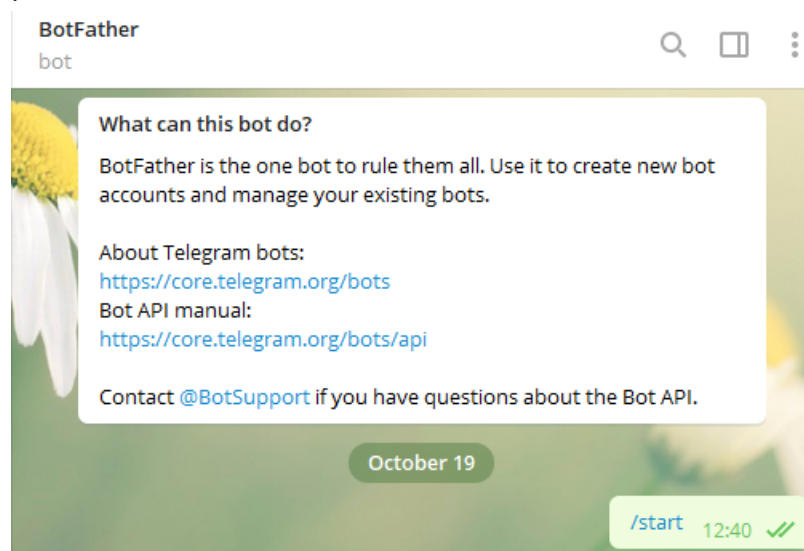 BotFather
bot
What can this bot do?
BotFather is the one bot to rule them all. Use it to create new bot
accounts and manage your existing bots.
About Telegram bots:
https://core.telegram.org/bots
Bot API manual:
https://core.telegram.org/bots/api
Contact @BotSupport if you have questions about the Bot API.
October 19
/start 12:40